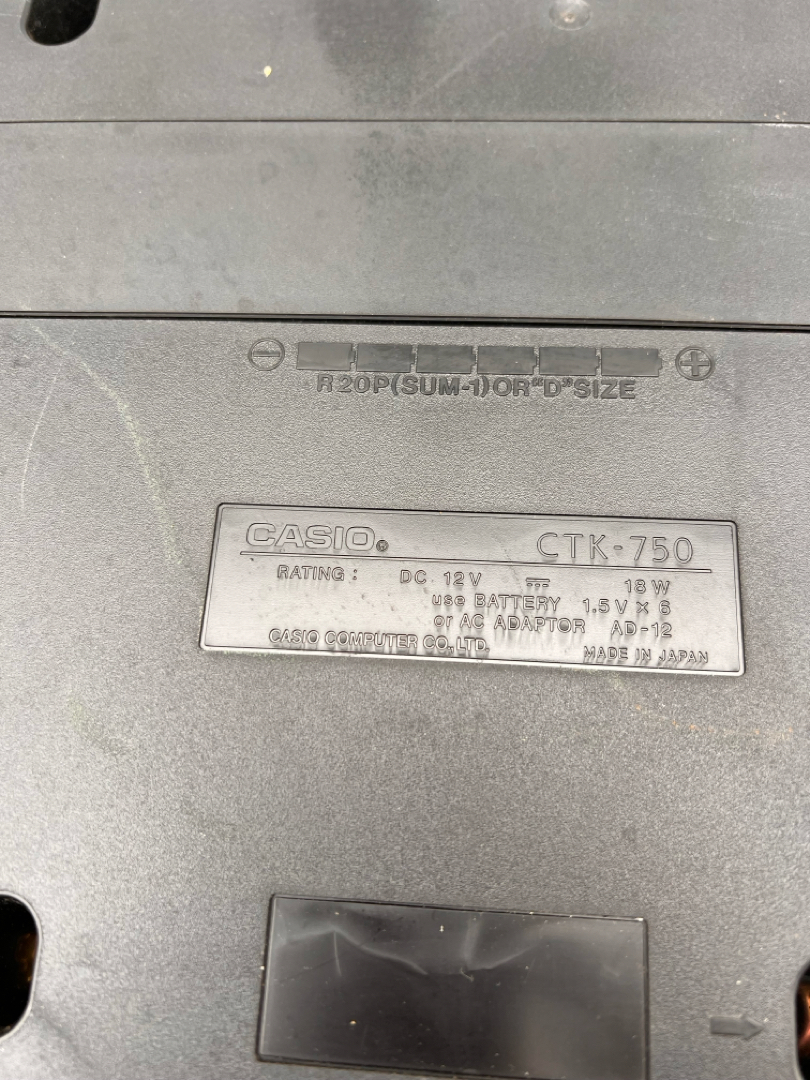 R20P(SUM-1)OR"D"SIZE
CASIO® CTK-750
RATING : DC. 12V ⎓ 18W
use BATTERY 1.5V × 6
or AC ADAPTOR AD-12
CASIO COMPUTER CO.,LTD. MADE IN JAPAN